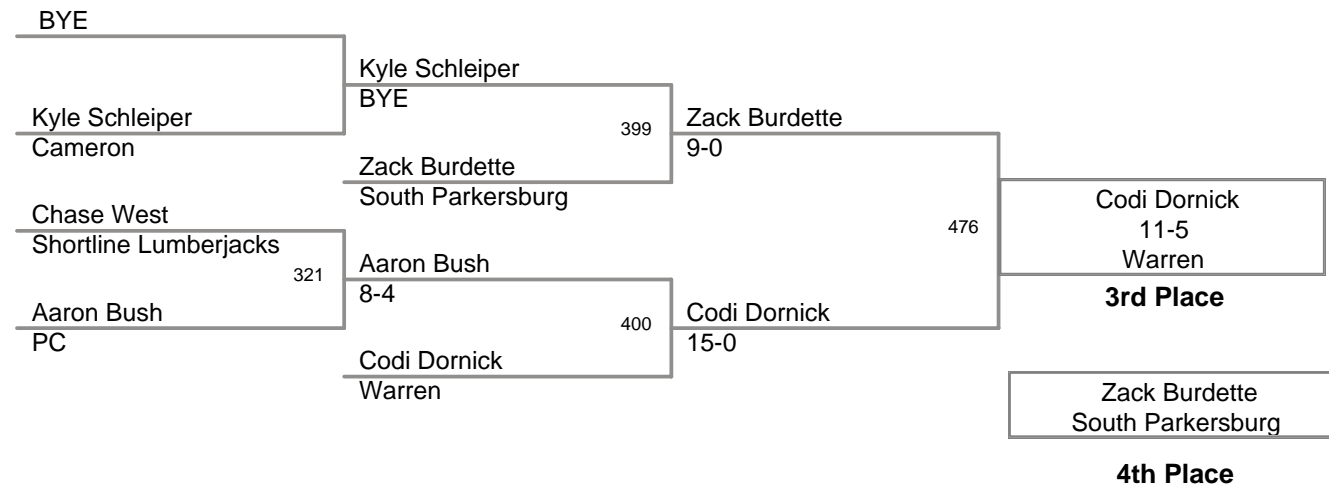 BYE
Kyle Schleiper
BYE
Kyle Schleiper
Cameron
399
Zack Burdette
9-0
Zack Burdette
South Parkersburg
Chase West
Shortline Lumberjacks
321
Aaron Bush
8-4
Aaron Bush
PC
400
Codi Dornick
15-0
Codi Dornick
Warren
476
Codi Dornick
11-5
Warren
3rd Place
Zack Burdette
South Parkersburg
4th Place